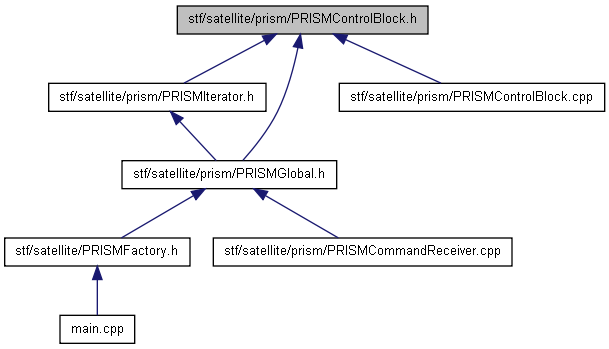 stf/satellite/prism/PRISMControlBlock.h
stf/satellite/prism/PRISMIterator.h
stf/satellite/prism/PRISMControlBlock.cpp
stf/satellite/prism/PRISMGlobal.h
stf/satellite/PRISMFactory.h
stf/satellite/prism/PRISMCommandReceiver.cpp
main.cpp